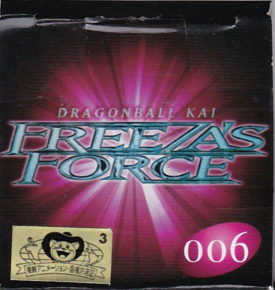 DRAGONBALL KAI
FREEZA'S
FORCE
3
006